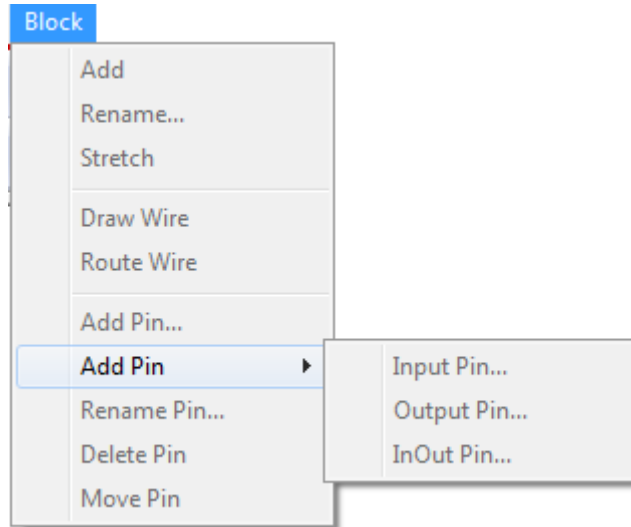 Block
Add
Rename...
Stretch
Draw Wire
Route Wire
Add Pin...
Add Pin
Rename Pin...
Delete Pin
Move Pin
Input Pin...
Output Pin...
InOut Pin...